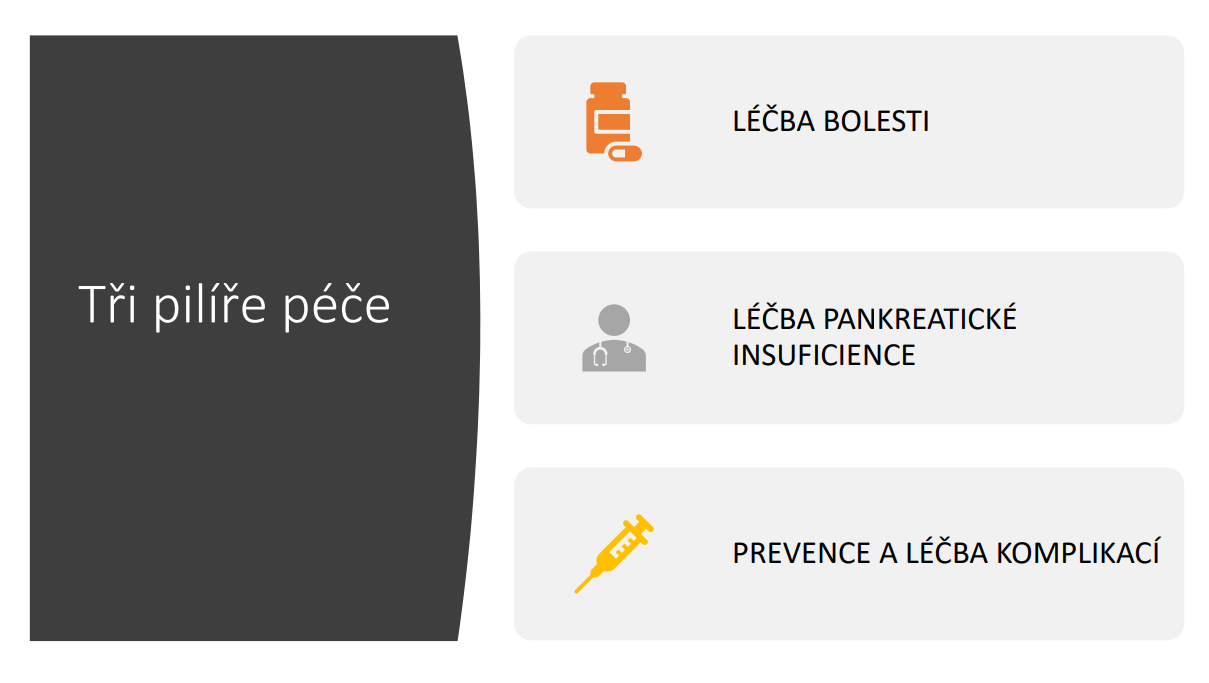 Tři pilíře péče
LÉČBA BOLESTI
LÉČBA PANKREATICKÉ
INSUFICIENCE
PREVENCE A LÉČBA KOMPLIKACÍ